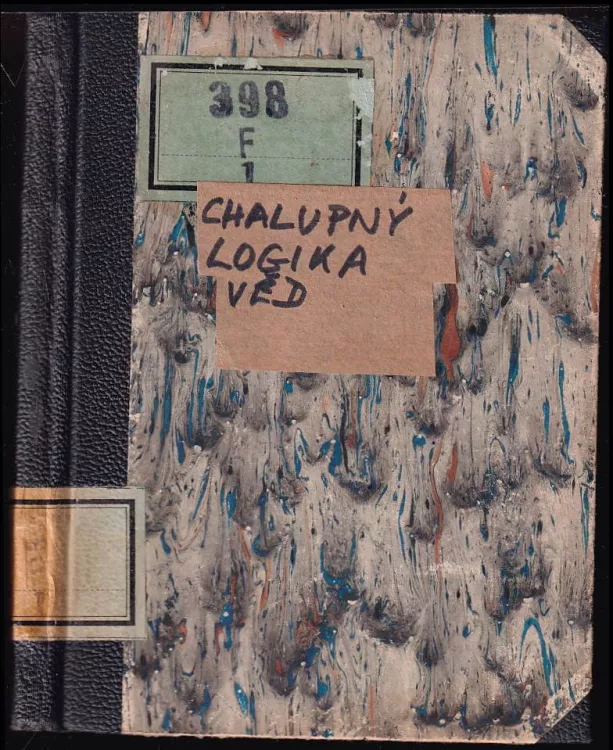 398
F
1
CHALUPNÝ
LOGIKA
VĚD